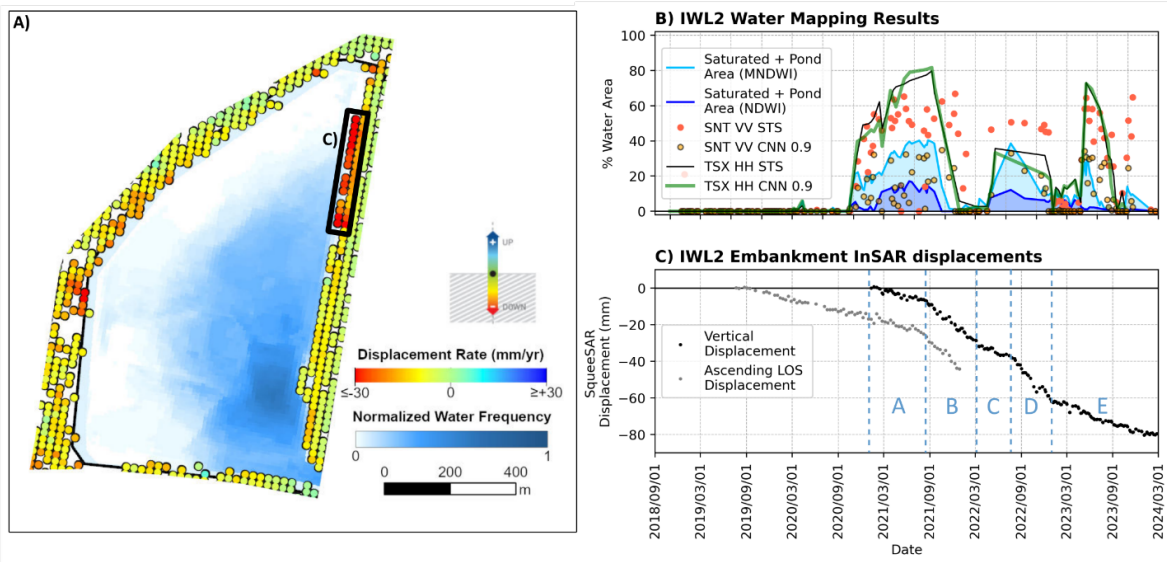 A)
C)
UP
DOWN
Displacement Rate (mm/yr)
≤-30 0 ≥+30
Normalized Water Frequency
0 1
0 200 400
m
B) IWL2 Water Mapping Results
% Water Area
100
80
60
40
20
0
Saturated + Pond
Area (MNDWI)
Saturated + Pond
Area (NDWI)
SNT VV STS
SNT VV CNN 0.9
TSX HH STS
TSX HH CNN 0.9
C) IWL2 Embankment InSAR displacements
SqueeSAR
Displacement (mm)
0
−20
−40
−60
−80
Vertical
Displacement
Ascending LOS
Displacement
A B C D E
2018/09/01
2019/03/01
2019/09/01
2020/03/01
2020/09/01
2021/03/01
2021/09/01
2022/03/01
2022/09/01
2023/03/01
2023/09/01
2024/03/01
Date